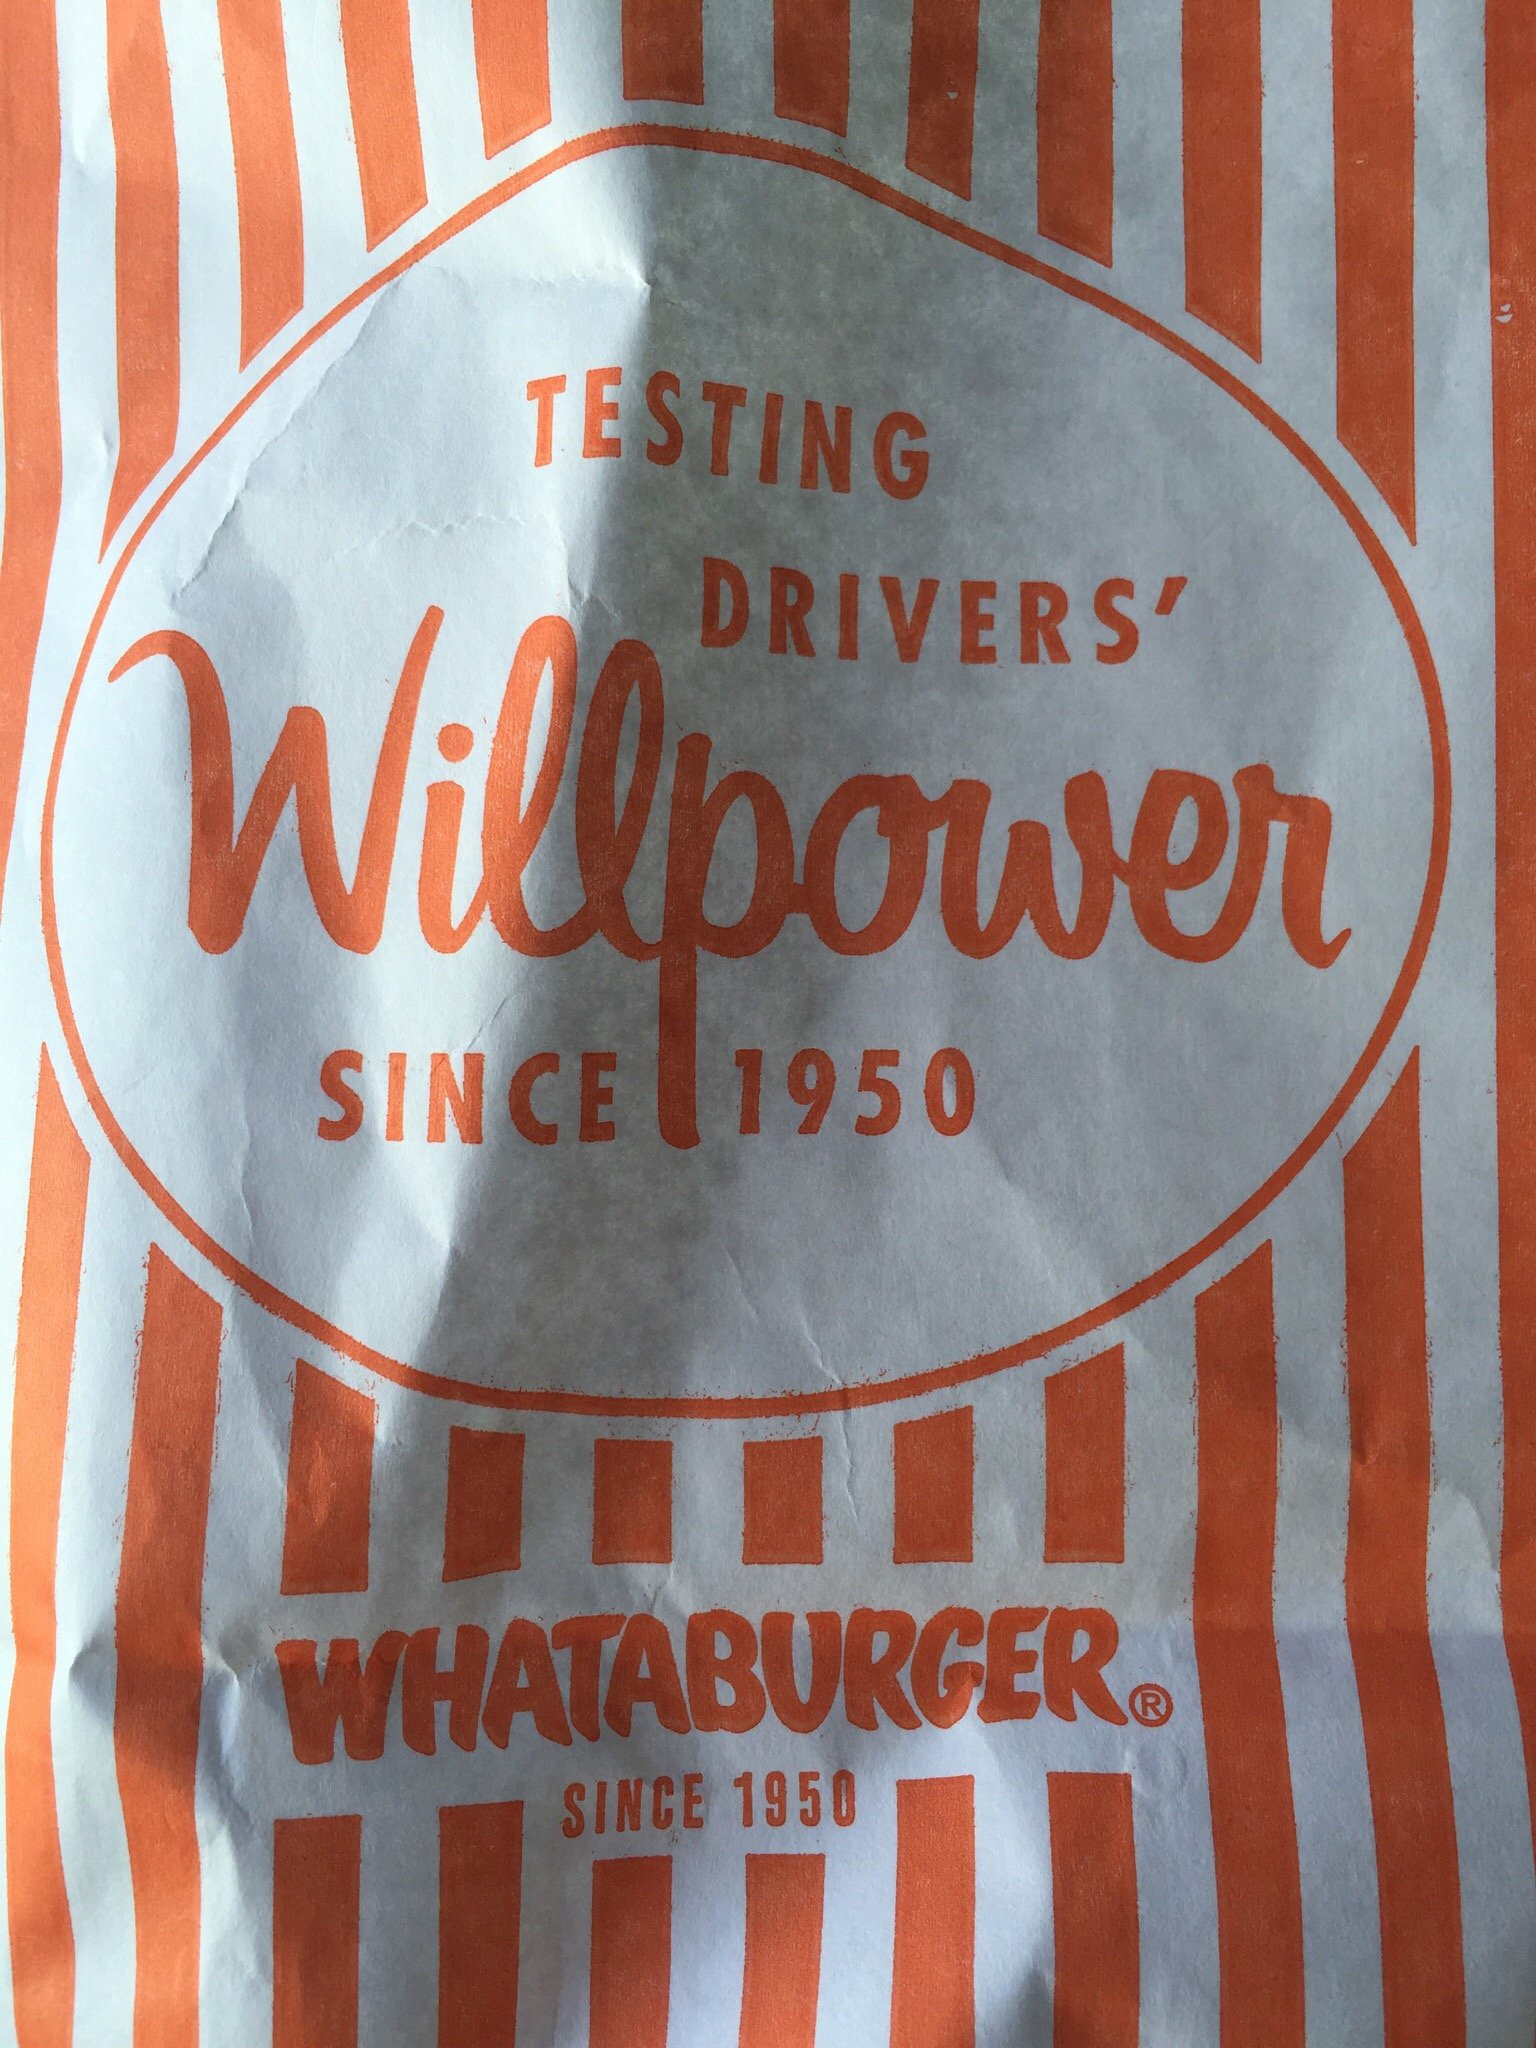 TESTING
DRIVERS'
Willpower
SINCE 1950
WHATABURGER®
SINCE 1950